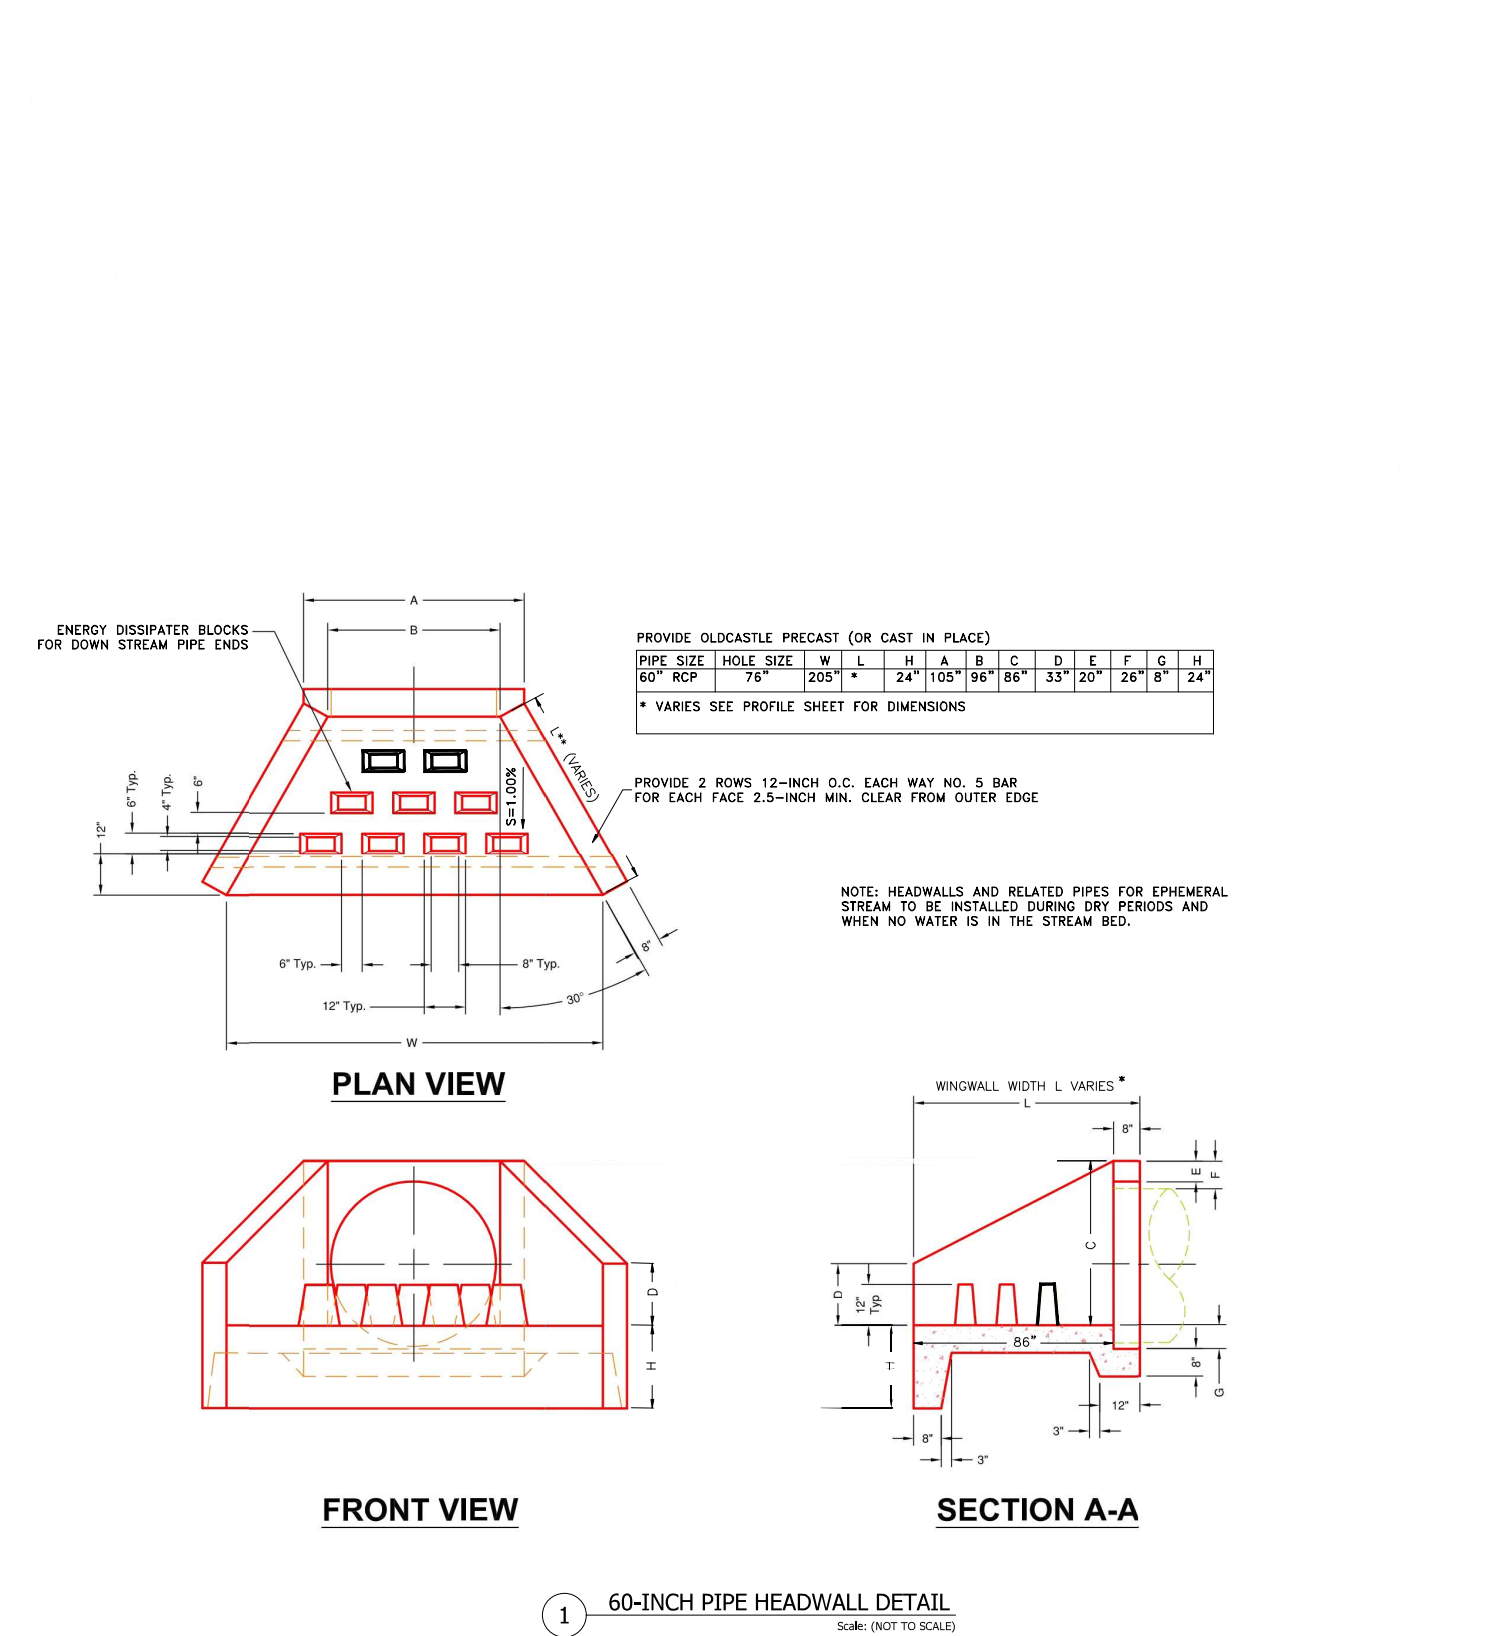 A
B
ENERGY DISSIPATER BLOCKS
FOR DOWN STREAM PIPE ENDS
PROVIDE OLDCASTLE PRECAST (OR CAST IN PLACE)
PIPE SIZE HOLE SIZE W L H A B C D E F G H
60" RCP 76" 205" * 24" 105" 96" 86" 33" 20" 26" 8" 24"
* VARIES SEE PROFILE SHEET FOR DIMENSIONS
L** (VARIES)
S=1.00%
PROVIDE 2 ROWS 12-INCH O.C. EACH WAY NO. 5 BAR
FOR EACH FACE 2.5-INCH MIN. CLEAR FROM OUTER EDGE
12"
6" Typ.
4" Typ.
6"
NOTE: HEADWALLS AND RELATED PIPES FOR EPHEMERAL
STREAM TO BE INSTALLED DURING DRY PERIODS AND
WHEN NO WATER IS IN THE STREAM BED.
8"
6" Typ.
8" Typ.
12" Typ.
30°
W
PLAN VIEW
WINGWALL WIDTH L VARIES *
L
8"
E
F
C
D
12"
Typ
D
H
86"
H
8"
G
12"
3"
8"
3"
FRONT VIEW
SECTION A-A
1
60-INCH PIPE HEADWALL DETAIL
Scale: (NOT TO SCALE)